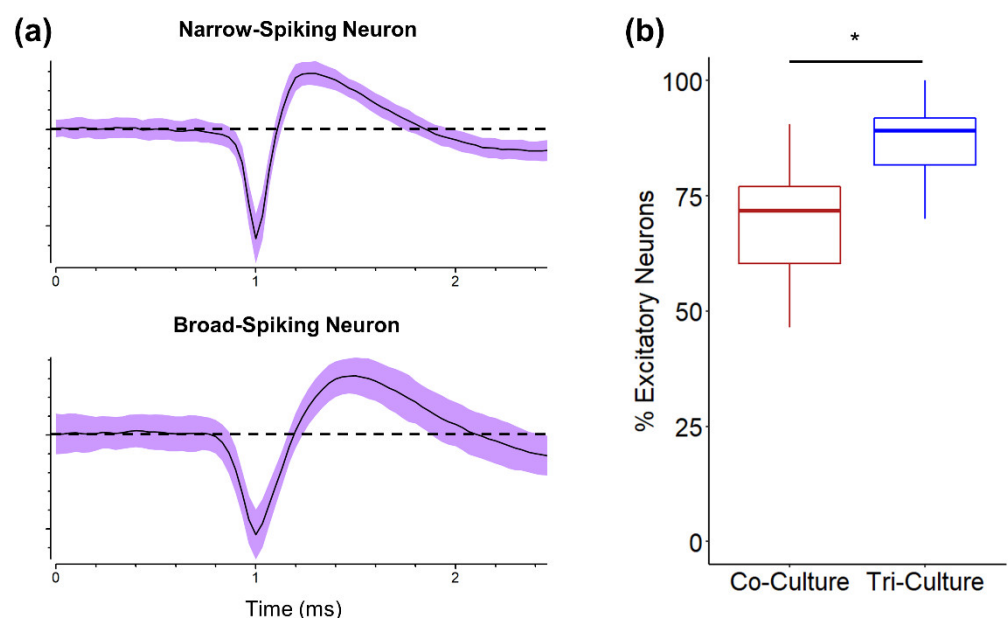 (a)
Narrow-Spiking Neuron
0 1 2
Broad-Spiking Neuron
0 1 2
Time (ms)
(b)
*
% Excitatory Neurons
100
75
50
25
0
Co-Culture Tri-Culture